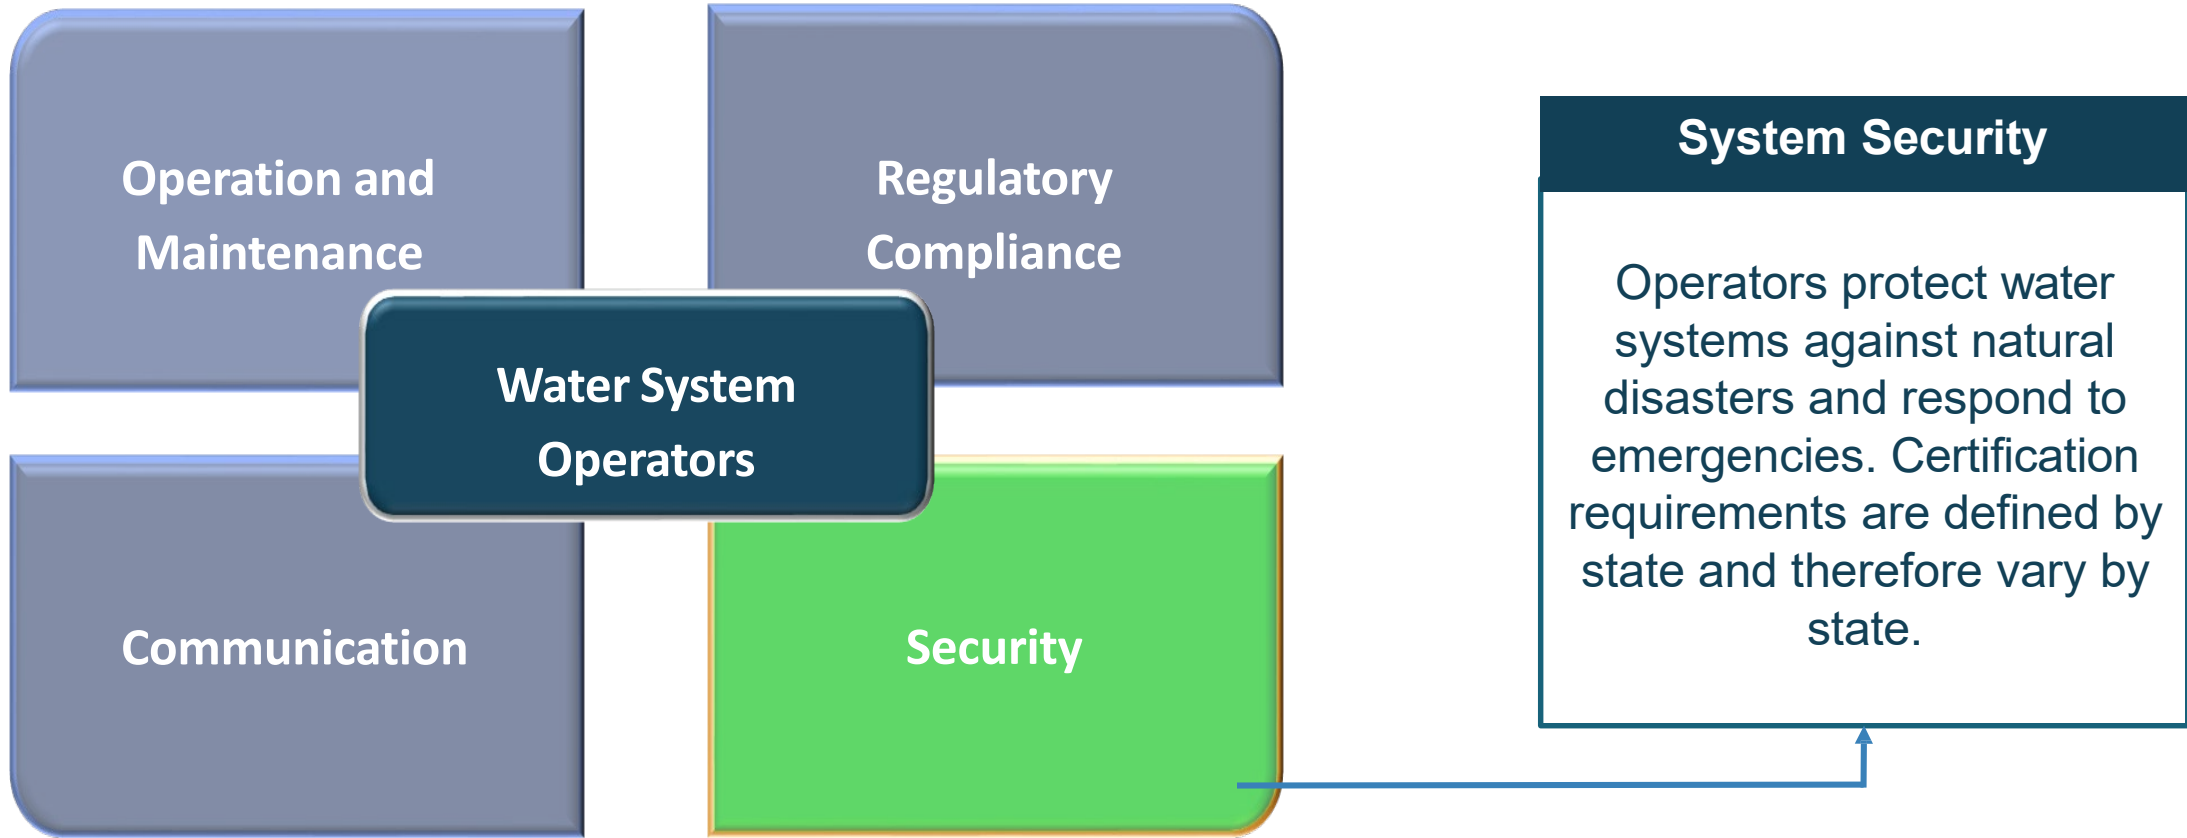 Operation and
Maintenance
Regulatory
Compliance
Water System
Operators
Communication
Security
System Security
Operators protect water
systems against natural
disasters and respond to
emergencies. Certification
requirements are defined by
state and therefore vary by
state.